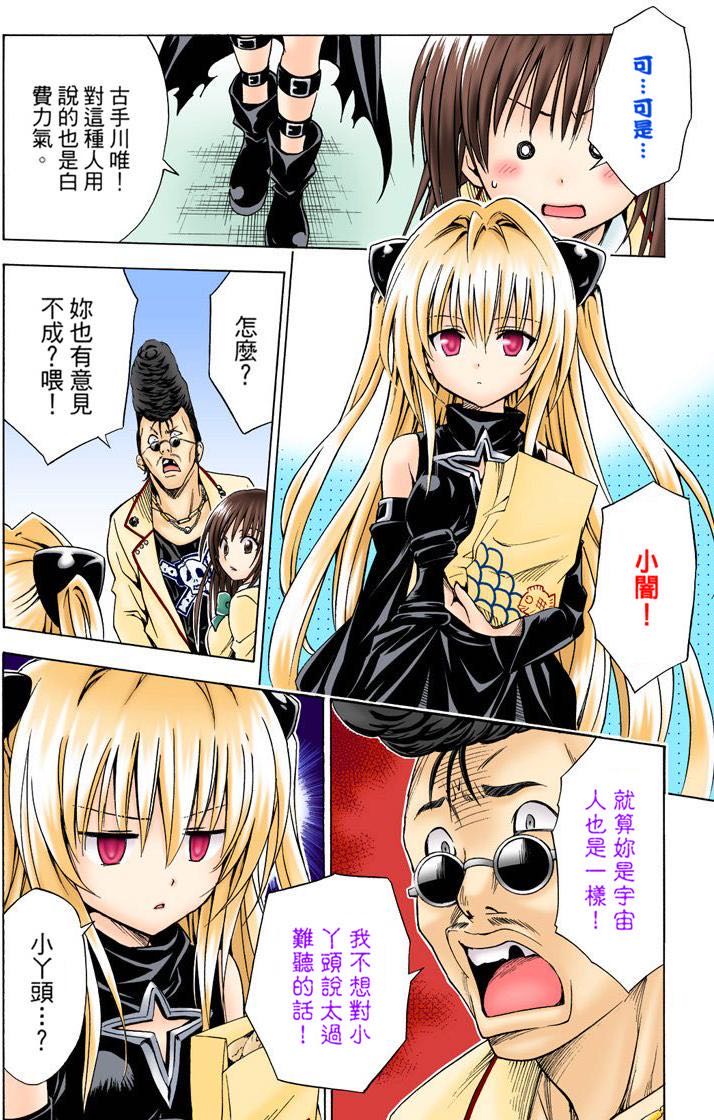 可…可是…
古手川唯！
對這種人用
說的也是白
費力氣。
小闇！
怎麼？
妳也有意見
不成？喂！
就算妳是宇宙
人也是一樣！
我不想對小
丫頭說太過
難聽的話！
小丫頭…？